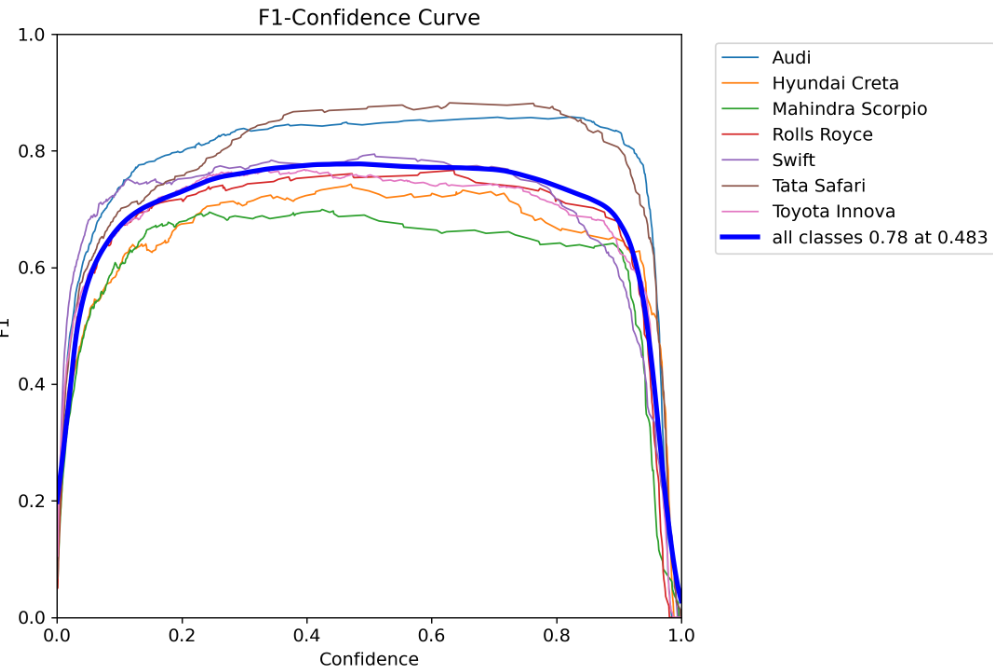 F1-Confidence Curve
1.0
0.8
0.6
0.4
0.2
0.0
F1
0.0 0.2 0.4 0.6 0.8 1.0
Confidence
Audi
Hyundai Creta
Mahindra Scorpio
Rolls Royce
Swift
Tata Safari
Toyota Innova
all classes 0.78 at 0.483